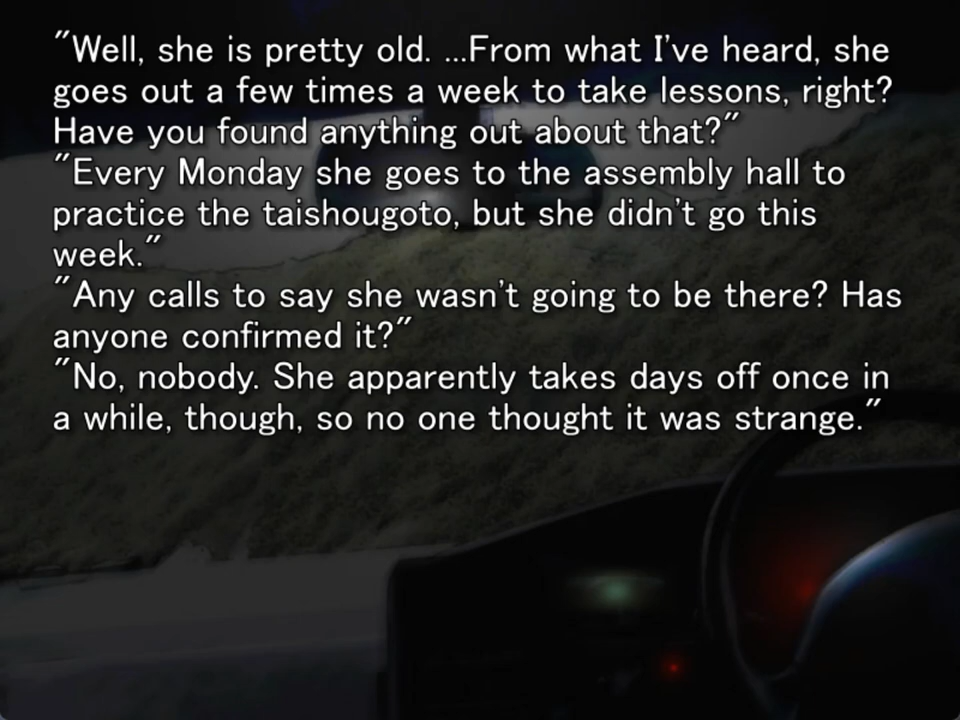 "Well, she is pretty old. ...From what I've heard, she
goes out a few times a week to take lessons, right?
Have you found anything out about that?"
"Every Monday she goes to the assembly hall to
practice the taishougoto, but she didn't go this
week."
"Any calls to say she wasn't going to be there? Has
anyone confirmed it?"
"No, nobody. She apparently takes days off once in
a while, though, so no one thought it was strange."